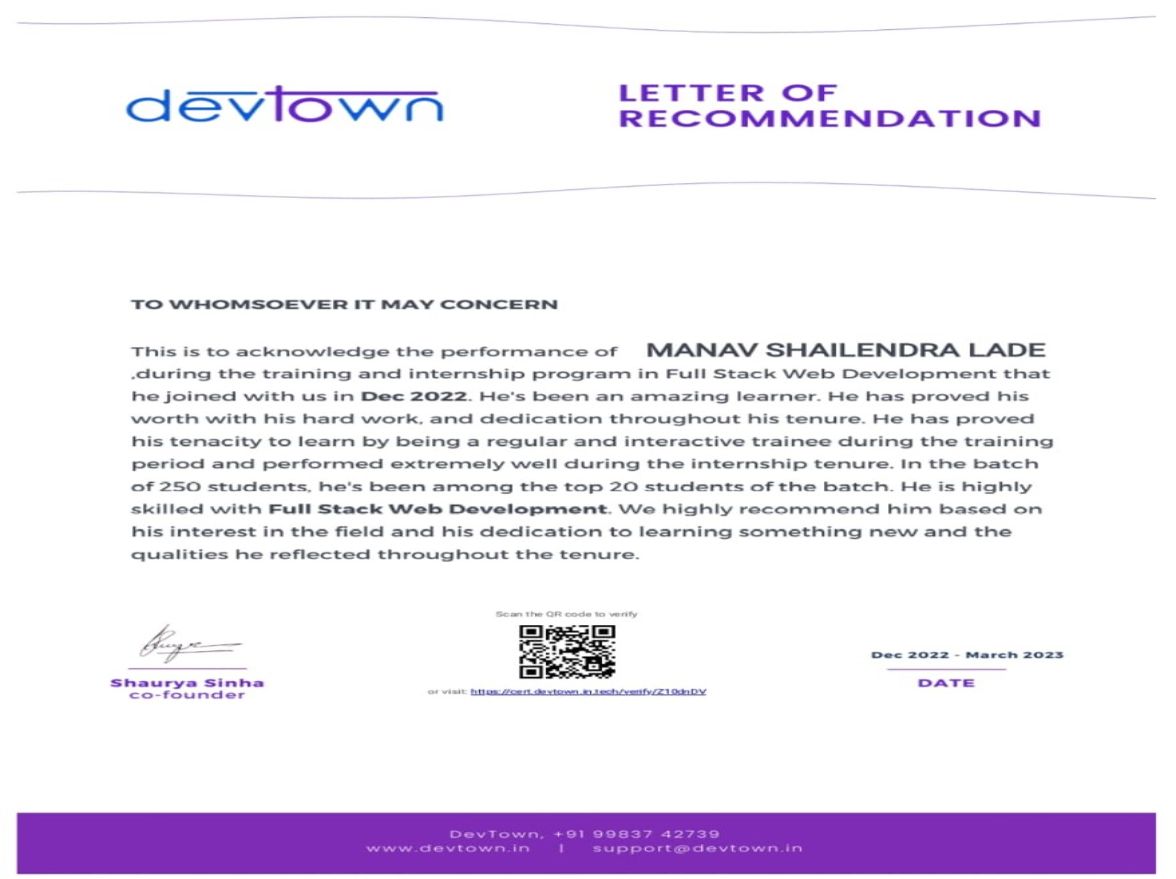 devtown
LETTER OF
RECOMMENDATION
TO WHOMSOEVER IT MAY CONCERN
This is to acknowledge the performance of MANAV SHAILENDRA LADE
,during the training and internship program in Full Stack Web Development that
he joined with us in Dec 2022. He's been an amazing learner. He has proved his
worth with his hard work, and dedication throughout his tenure. He has proved
his tenacity to learn by being a regular and interactive trainee during the training
period and performed extremely well during the internship tenure. In the batch
of 250 students, he's been among the top 20 students of the batch. He is highly
skilled with Full Stack Web Development. We highly recommend him based on
his interest in the field and his dedication to learning something new and the
qualities he reflected throughout the tenure.
Scan the QR code to verify
Shaurya Sinha
co-founder
or visit: https://cert.devtown.in.tech/verify/Z10dnDV
Dec 2022 - March 2023
DATE
DevTown, +91 99837 42739
www.devtown.in | support@devtown.in